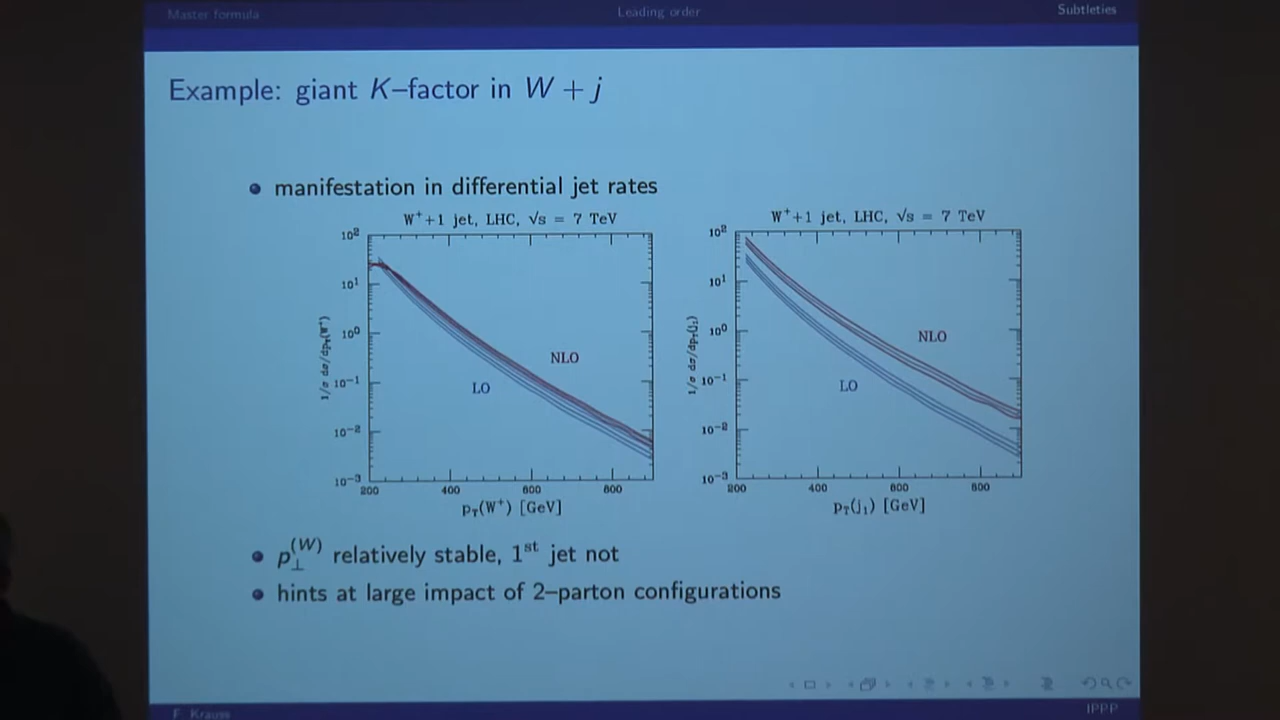 Master formula
Leading order
Subtleties
Example: giant K–factor in W + j
manifestation in differential jet rates
W⁺+1 jet, LHC, √s = 7 TeV
10²
10¹
10⁰
10⁻¹
10⁻²
10⁻³
1/σ dσ/dp_T(W⁺)
NLO
LO
200 400 600 800
p_T(W⁺) [GeV]
W⁺+1 jet, LHC, √s = 7 TeV
10²
10¹
10⁰
10⁻¹
10⁻²
10⁻³
1/σ dσ/dp_T(j₁)
NLO
LO
200 400 600 800
p_T(j₁) [GeV]
p_⊥^(W) relatively stable, 1ˢᵗ jet not
hints at large impact of 2–parton configurations
F. Krauss
IPPP